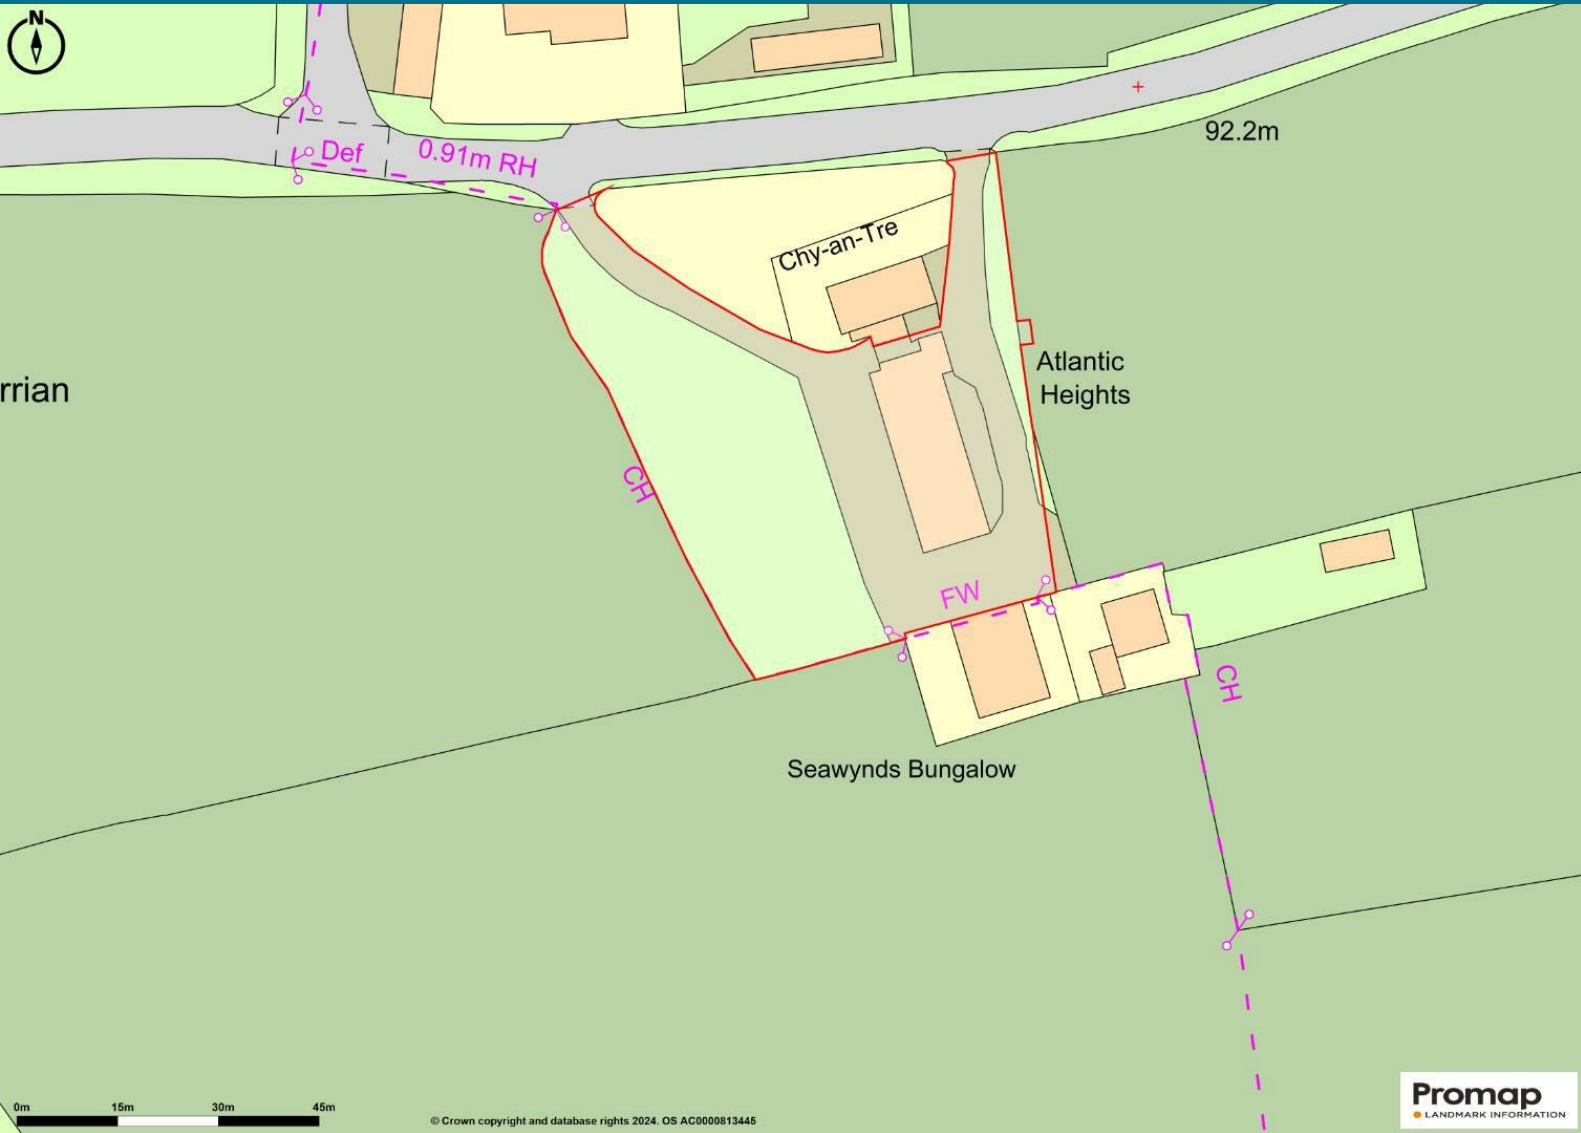 N
Def
0.91m RH
92.2m
Chy-an-Tre
Atlantic
Heights
rrian
CH
FW
CH
Seawynds Bungalow
0m 15m 30m 45m
© Crown copyright and database rights 2024. OS AC0000813445
Promap
LANDMARK INFORMATION